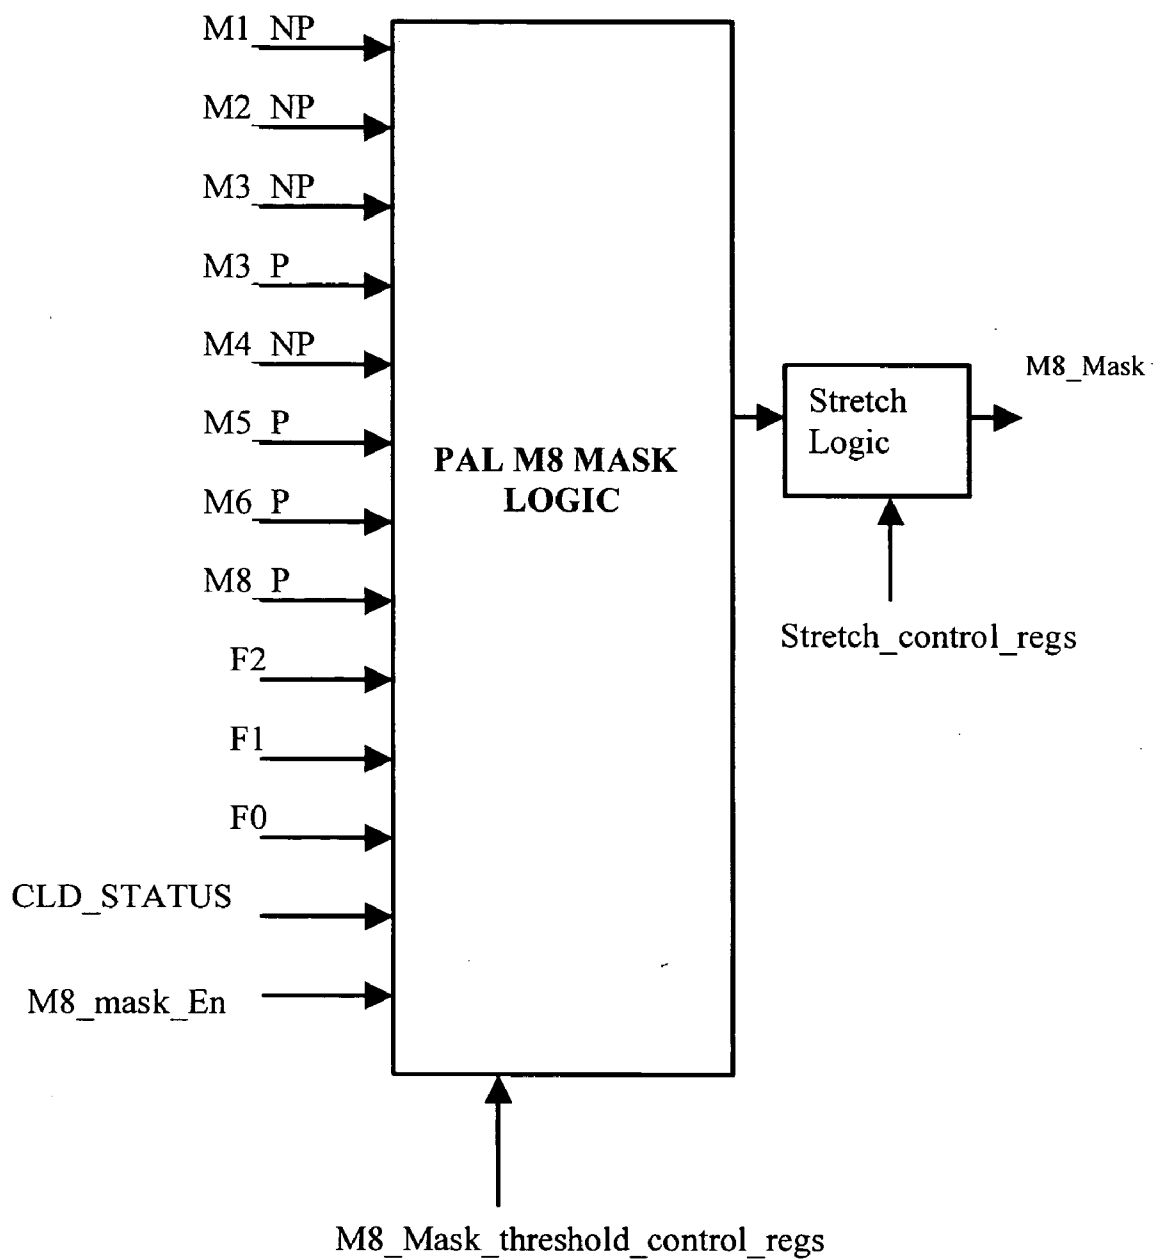 M1_NP
M2_NP
M3_NP
M3_P
M4_NP
M5_P
M6_P
M8_P
F2
F1
F0
CLD_STATUS
M8_mask_En
PAL M8 MASK
LOGIC
M8_Mask_threshold_control_regs
Stretch
Logic
M8_Mask
Stretch_control_regs